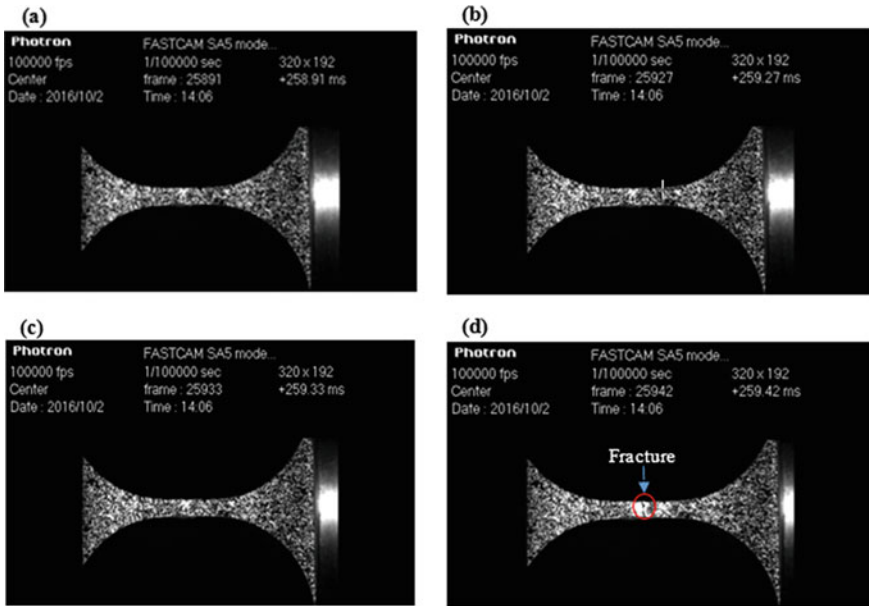 (a)
Photron FASTCAM SA5 mode...
100000 fps 1/100000 sec 320 x 192
Center frame : 25891 +258.91 ms
Date : 2016/10/2 Time : 14:06
(b)
Photron FASTCAM SA5 mode...
100000 fps 1/100000 sec 320 x 192
Center frame : 25927 +259.27 ms
Date : 2016/10/2 Time : 14:06
(c)
Photron FASTCAM SA5 mode...
100000 fps 1/100000 sec 320 x 192
Center frame : 25933 +259.33 ms
Date : 2016/10/2 Time : 14:06
(d)
Photron FASTCAM SA5 mode...
100000 fps 1/100000 sec 320 x 192
Center frame : 25942 +259.42 ms
Date : 2016/10/2 Time : 14:06
Fracture